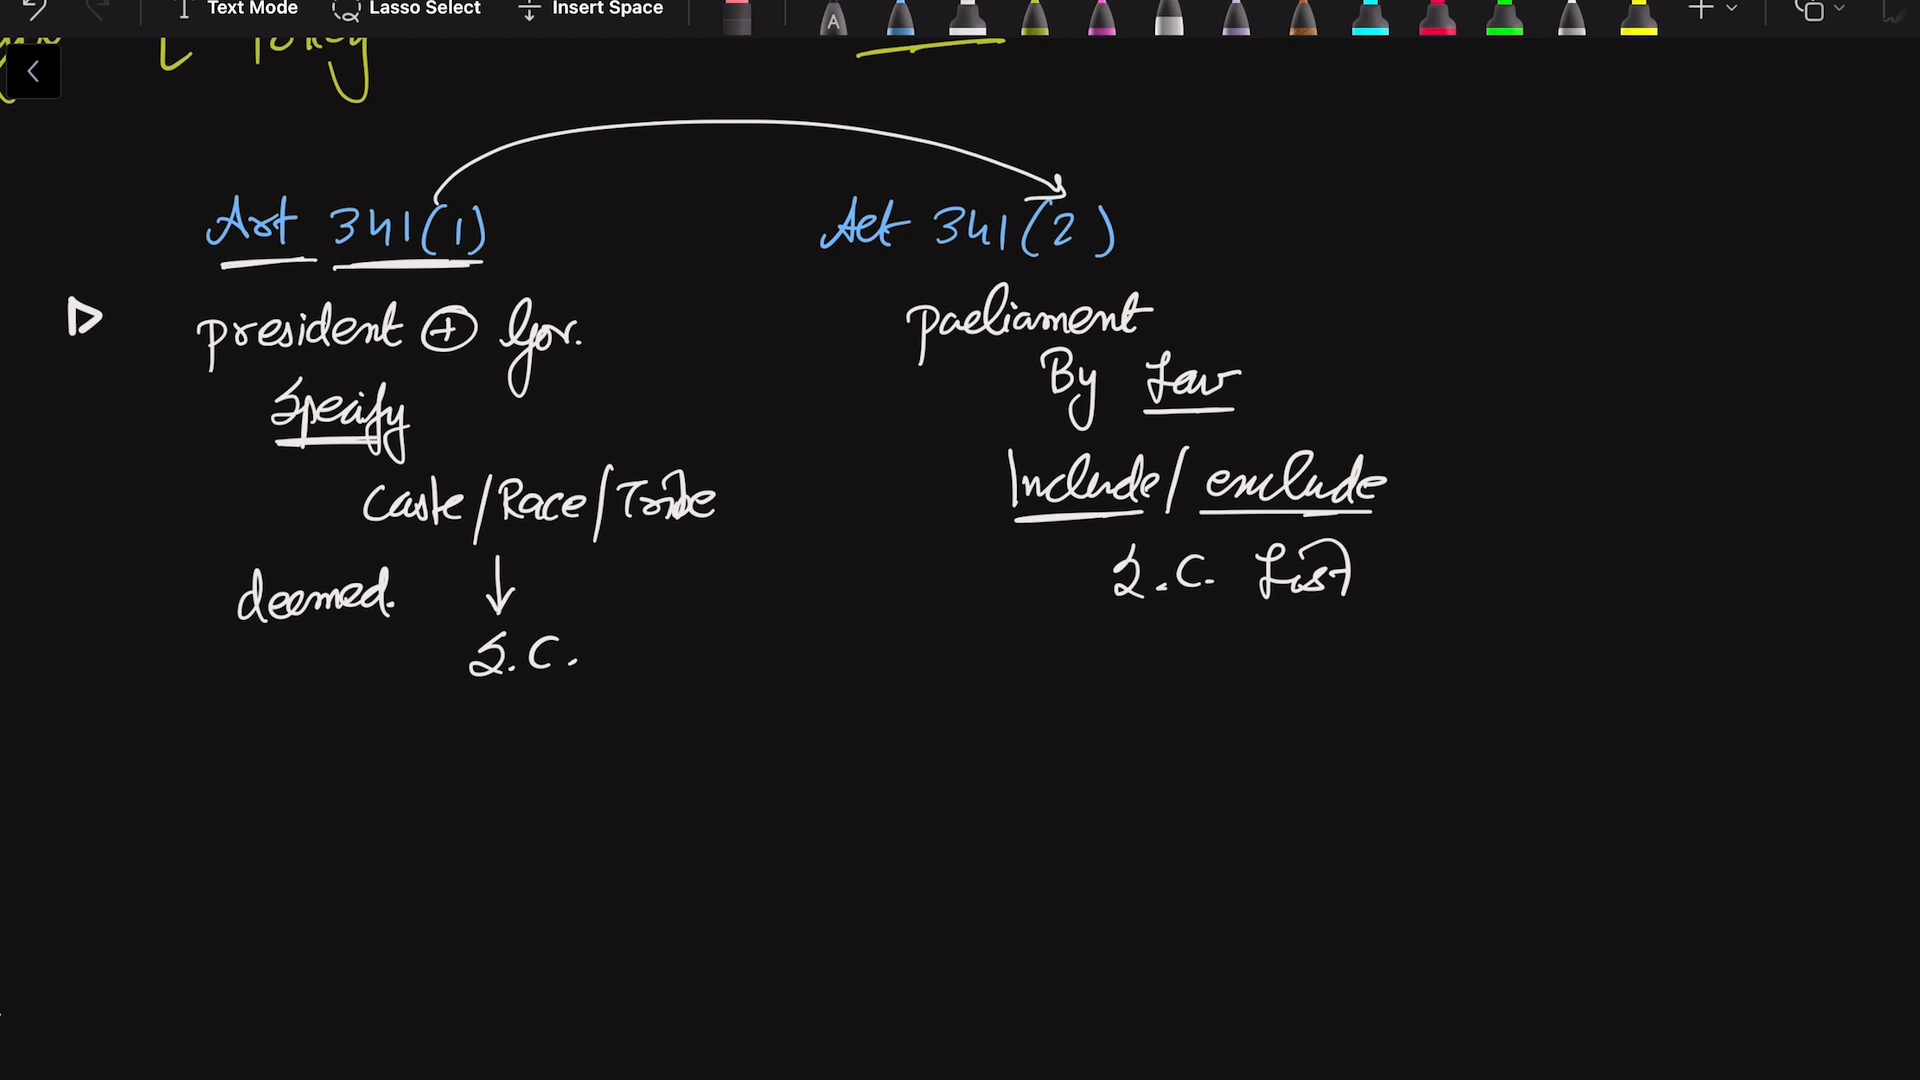 Text Mode Lasso Select Insert Space
Art 341(1)
president + Gov.
Specify
Caste/Race/Tribe
deemed.
S.C.
Art 341(2)
parliament
By Law
Include/exclude
S.C. List